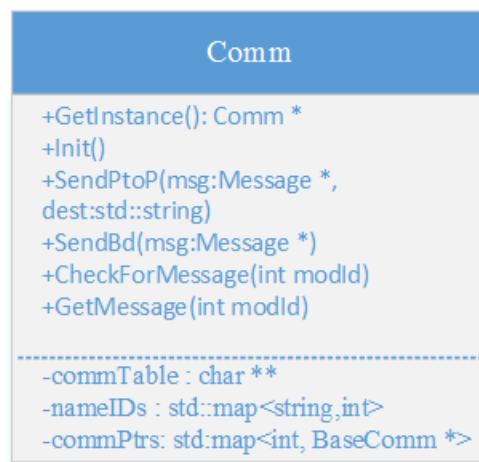 Comm
+GetInstance(): Comm *
+Init()
+SendPtoP(msg:Message *,
dest:std::string)
+SendBd(msg:Message *)
+CheckForMessage(int modId)
+GetMessage(int modId)
-commTable : char **
-nameIDs : std::map<string,int>
-commPtrs: std:map<int, BaseComm *>